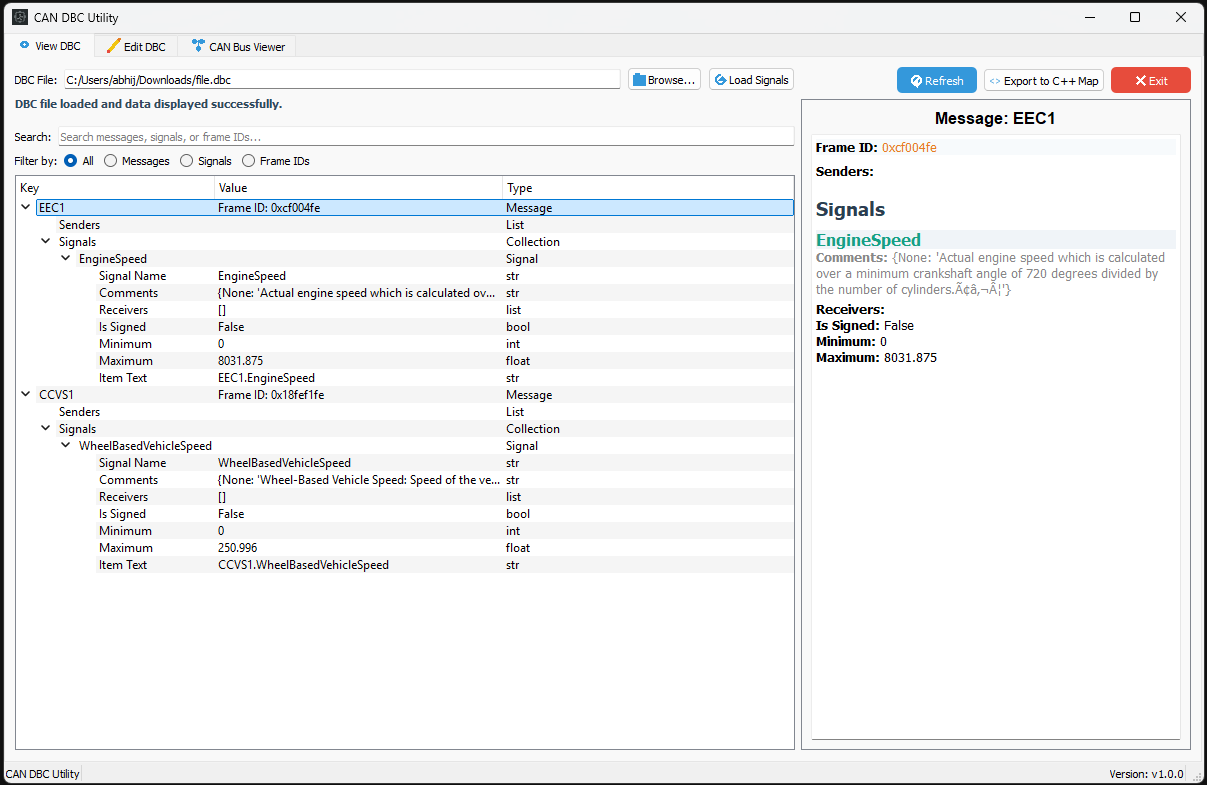 CAN DBC Utility
View DBC Edit DBC CAN Bus Viewer
DBC File: C:/Users/abhij/Downloads/file.dbc Browse... Load Signals Refresh <> Export to C++ Map Exit
DBC file loaded and data displayed successfully.
Search: Search messages, signals, or frame IDs...
Filter by: All Messages Signals Frame IDs
Key Value Type
EEC1 Frame ID: 0xcf004fe Message
Senders List
Signals Collection
EngineSpeed Signal
Signal Name EngineSpeed str
Comments {None: 'Actual engine speed which is calculated ov... str
Receivers [] list
Is Signed False bool
Minimum 0 int
Maximum 8031.875 float
Item Text EEC1.EngineSpeed str
CCVS1 Frame ID: 0x18fef1fe Message
Senders List
Signals Collection
WheelBasedVehicleSpeed Signal
Signal Name WheelBasedVehicleSpeed str
Comments {None: 'Wheel-Based Vehicle Speed: Speed of the ve... str
Receivers [] list
Is Signed False bool
Minimum 0 int
Maximum 250.996 float
Item Text CCVS1.WheelBasedVehicleSpeed str
Message: EEC1
Frame ID: 0xcf004fe
Senders:
Signals
EngineSpeed
Comments: {None: 'Actual engine speed which is calculated
over a minimum crankshaft angle of 720 degrees divided by
the number of cylinders.Ã¢â‚¬Â¦'}
Receivers:
Is Signed: False
Minimum: 0
Maximum: 8031.875
CAN DBC Utility Version: v1.0.0